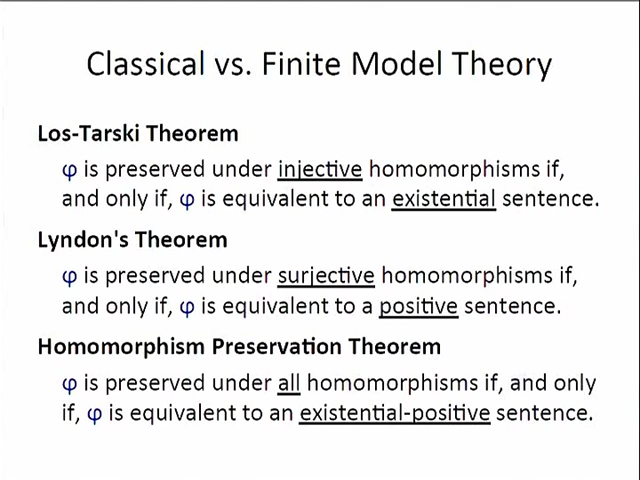 Classical vs. Finite Model Theory
Los-Tarski Theorem
φ is preserved under injective homomorphisms if,
and only if, φ is equivalent to an existential sentence.
Lyndon's Theorem
φ is preserved under surjective homomorphisms if,
and only if, φ is equivalent to a positive sentence.
Homomorphism Preservation Theorem
φ is preserved under all homomorphisms if, and only
if, φ is equivalent to an existential-positive sentence.